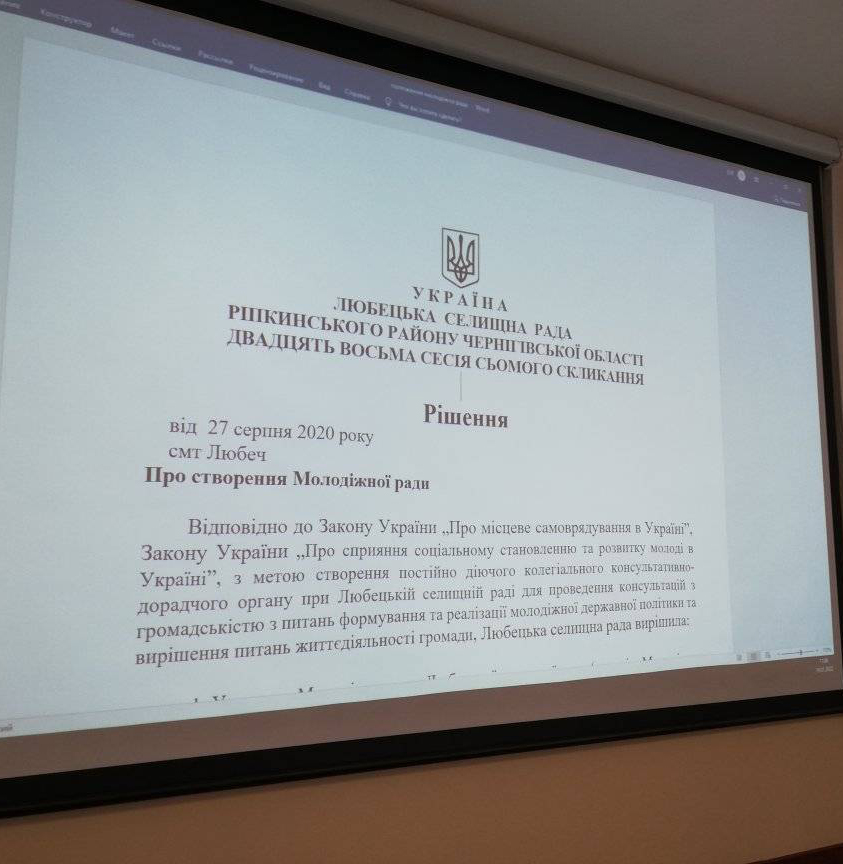 Конструктор Макет Ссылки Рассылки Рецензирование Вид Справка Что вы хотите сделать?
УКРАЇНА
ЛЮБЕЦЬКА СЕЛИЩНА РАДА
РІПКИНСЬКОГО РАЙОНУ ЧЕРНІГІВСЬКОЇ ОБЛАСТІ
ДВАДЦЯТЬ ВОСЬМА СЕСІЯ СЬОМОГО СКЛИКАННЯ
Рішення
від 27 серпня 2020 року
смт Любеч
Про створення Молодіжної ради
Відповідно до Закону України „Про місцеве самоврядування в Україні”,
Закону України „Про сприяння соціальному становленню та розвитку молоді в
Україні”, з метою створення постійно діючого колегіального консультативно-
дорадчого органу при Любецькій селищній раді для проведення консультацій з
громадськістю з питань формування та реалізації молодіжної державної політики та
вирішення питань життєдіяльності громади, Любецька селищна рада вирішила: